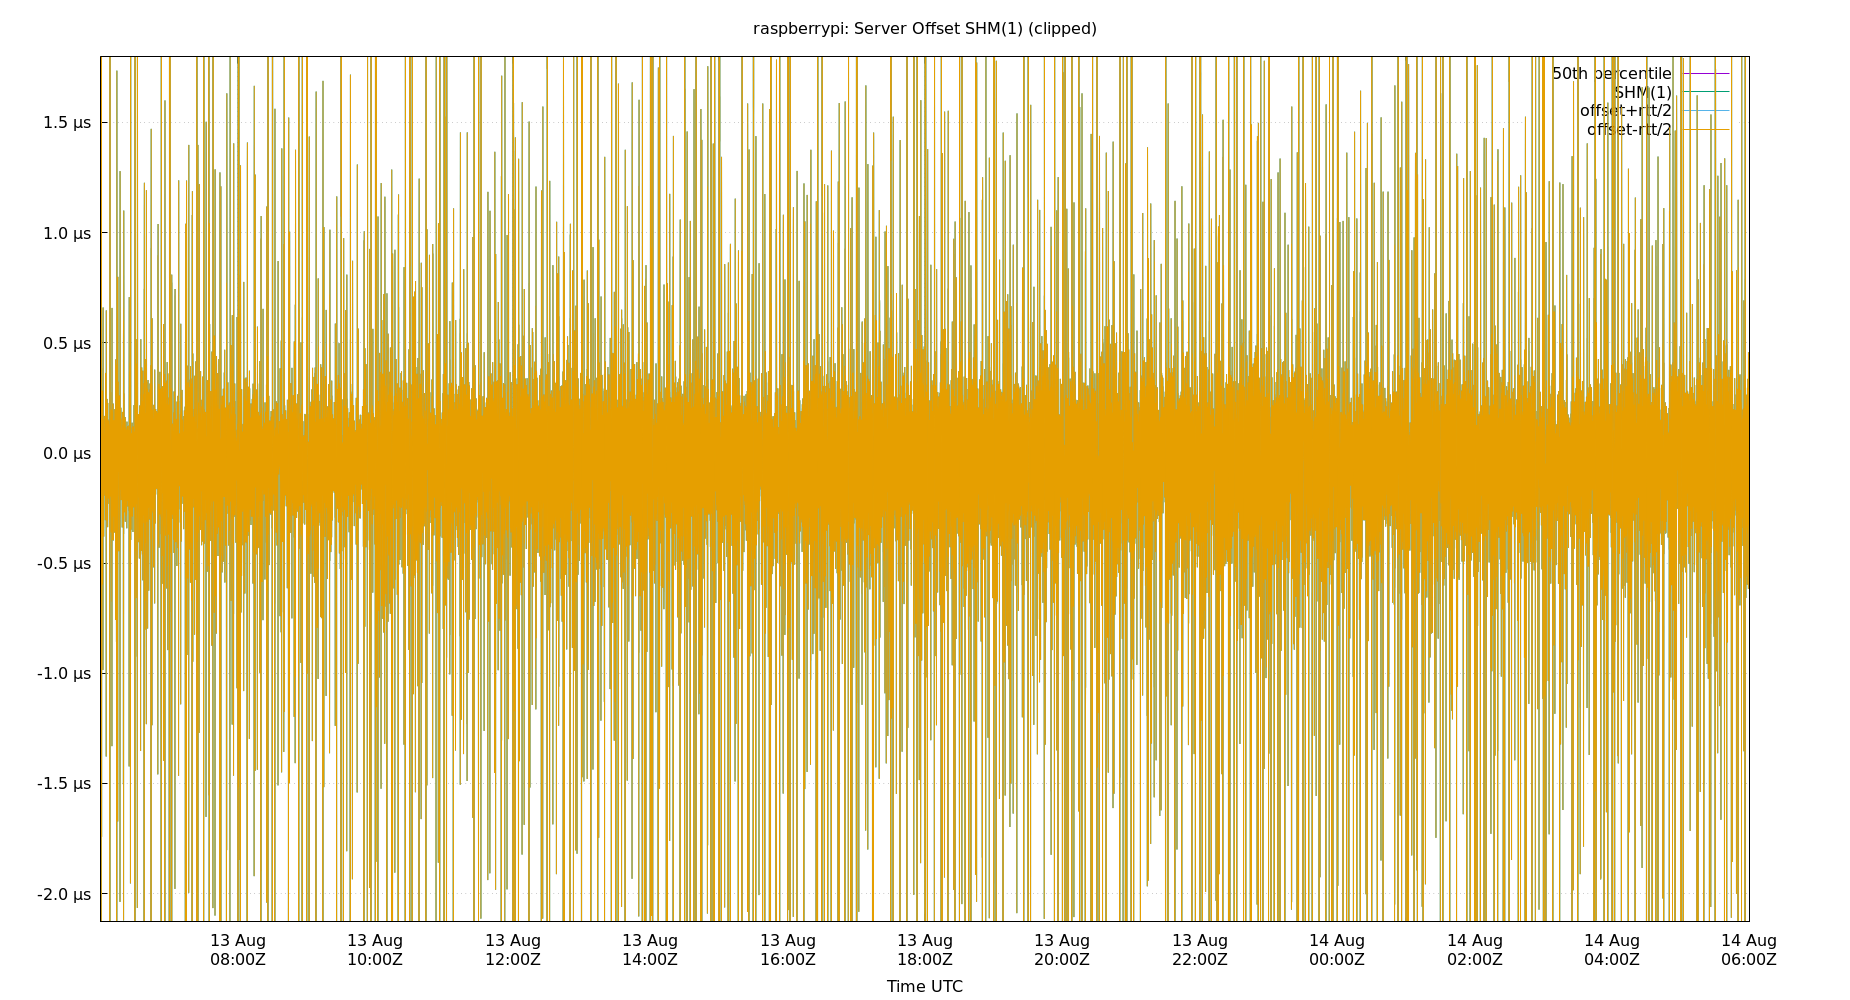 raspberrypi: Server Offset SHM(1) (clipped)
50th percentile
SHM(1)
offset+rtt/2
offset-rtt/2
1.5 µs
1.0 µs
0.5 µs
0.0 µs
-0.5 µs
-1.0 µs
-1.5 µs
-2.0 µs
13 Aug 13 Aug 13 Aug 13 Aug 13 Aug 13 Aug 13 Aug 13 Aug 14 Aug 14 Aug 14 Aug 14 Aug
08:00Z 10:00Z 12:00Z 14:00Z 16:00Z 18:00Z 20:00Z 22:00Z 00:00Z 02:00Z 04:00Z 06:00Z
Time UTC